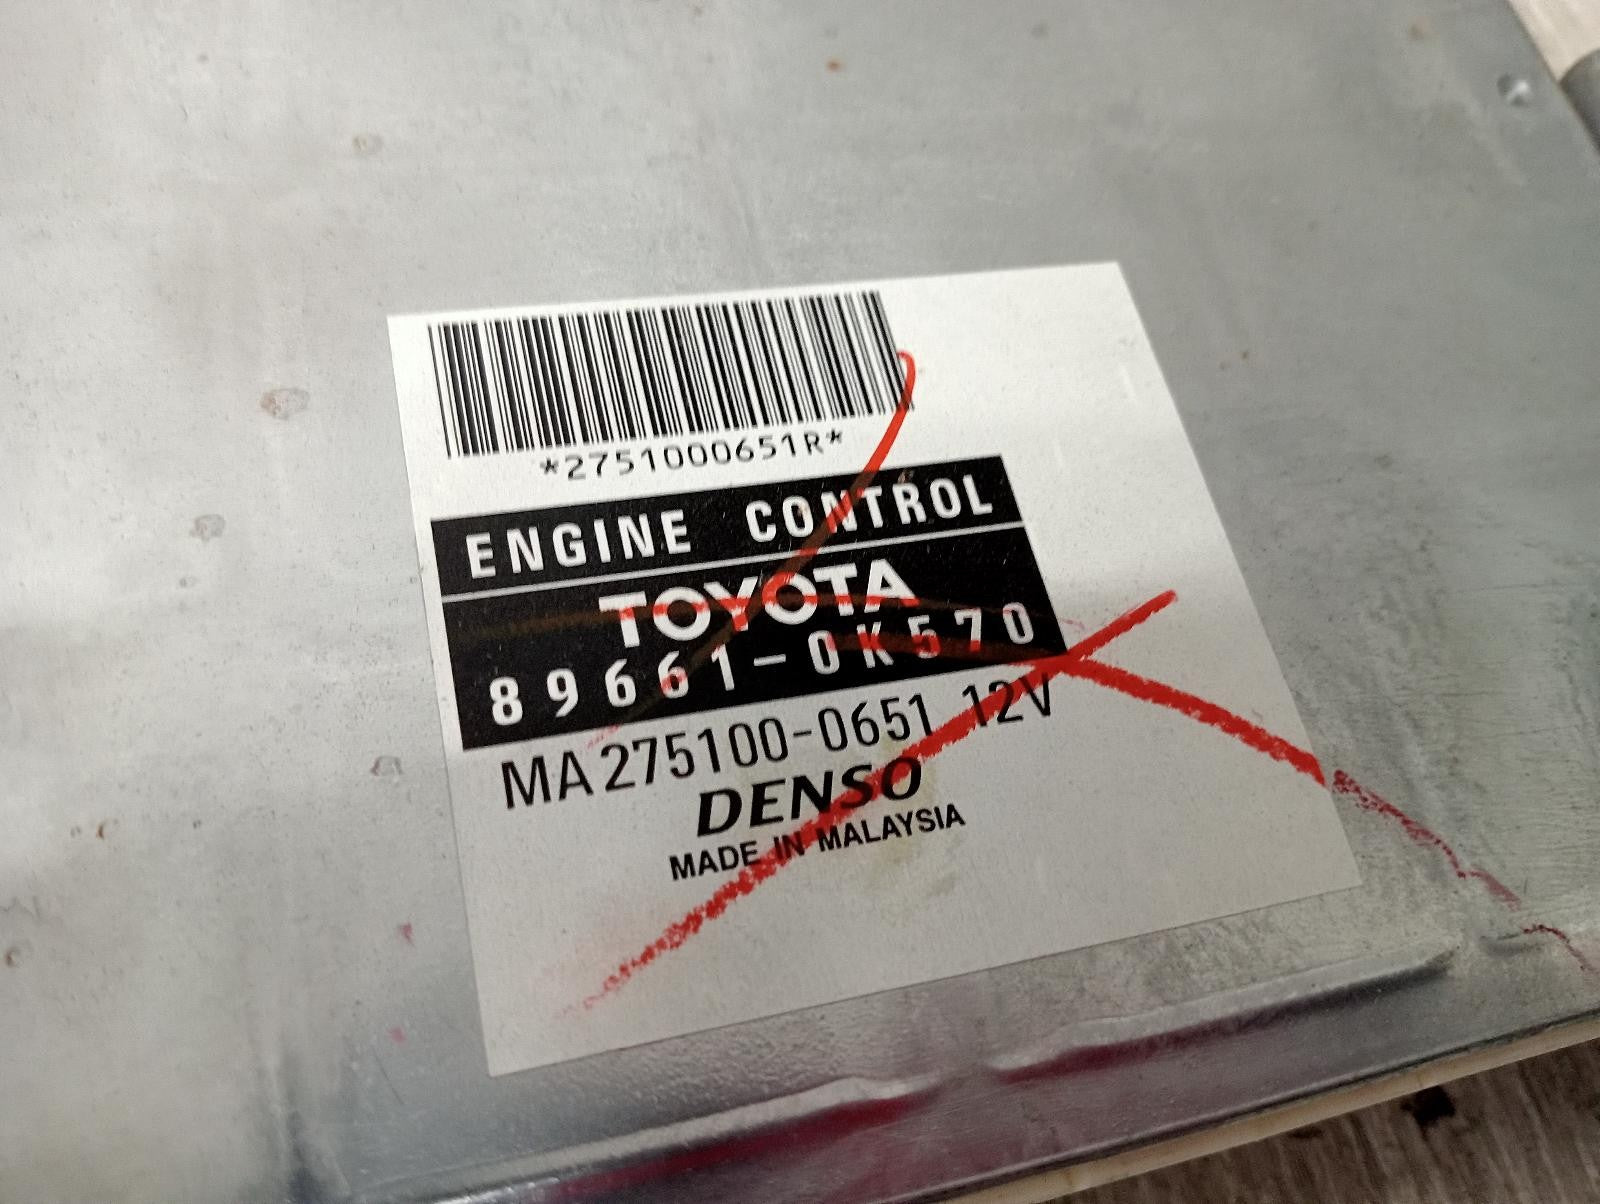 *2751000651R*
ENGINE CONTROL
TOYOTA
89661-0K570
MA275100-0651 12V
DENSO
MADE IN MALAYSIA